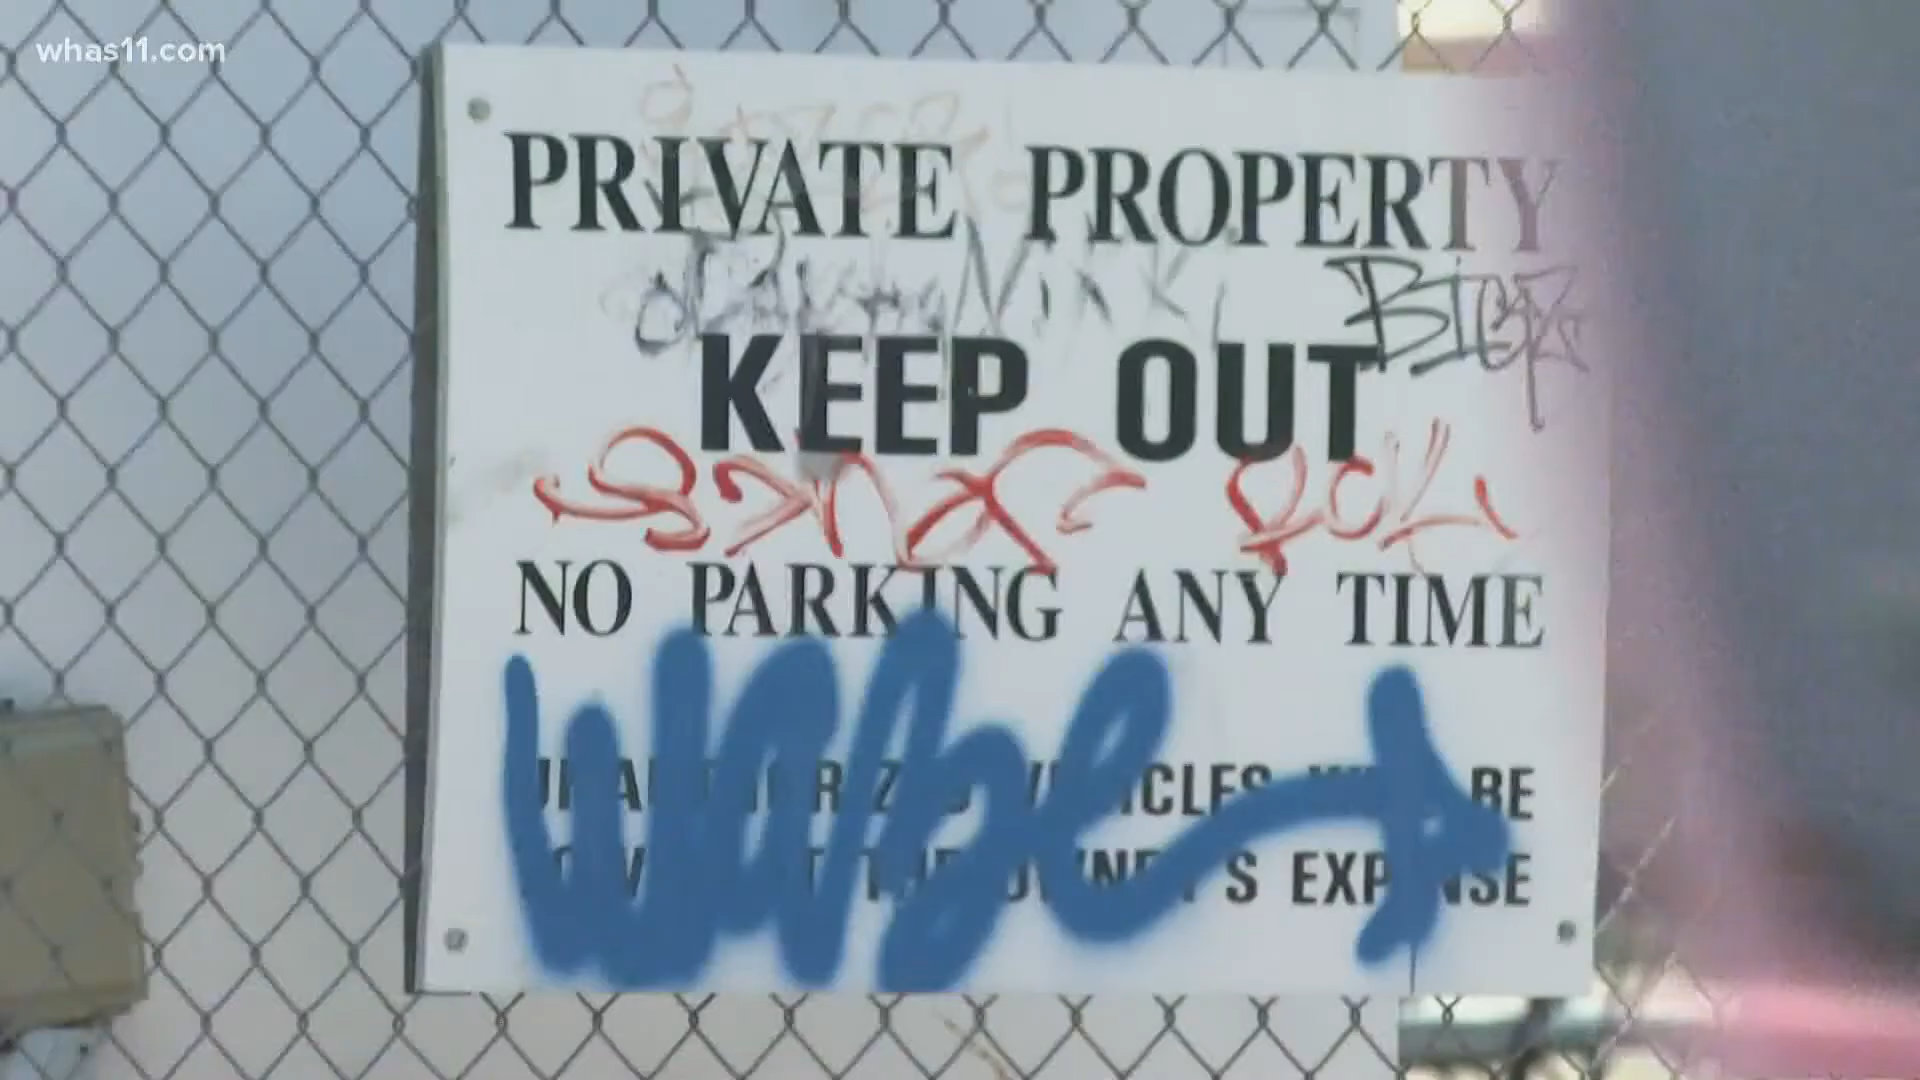 whas11.com
PRIVATE PROPERTY
KEEP OUT
NO PARKING ANY TIME
UNAUTHORIZED VEHICLES WILL BE
TOWED AT THE OWNER'S EXPENSE